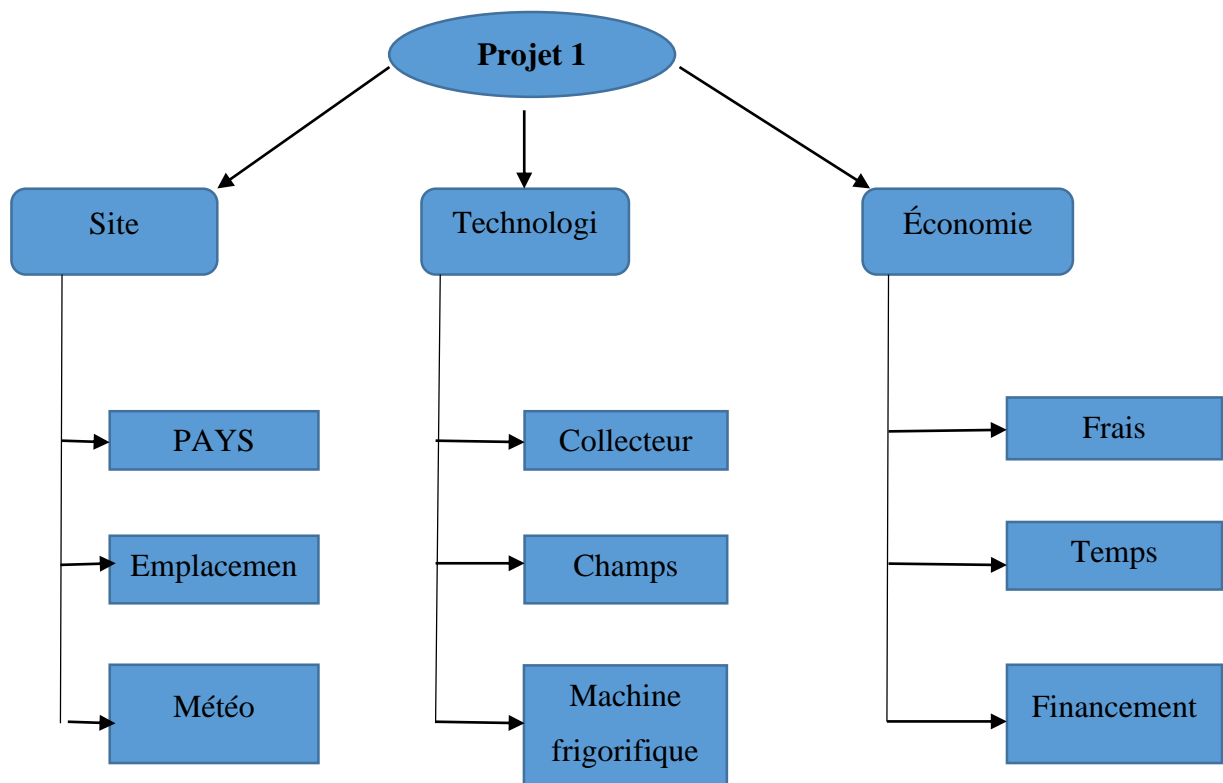 Projet 1
Site
Technologi
Économie
PAYS
Emplacemen
Météo
Collecteur
Champs
Machine
frigorifique
Frais
Temps
Financement